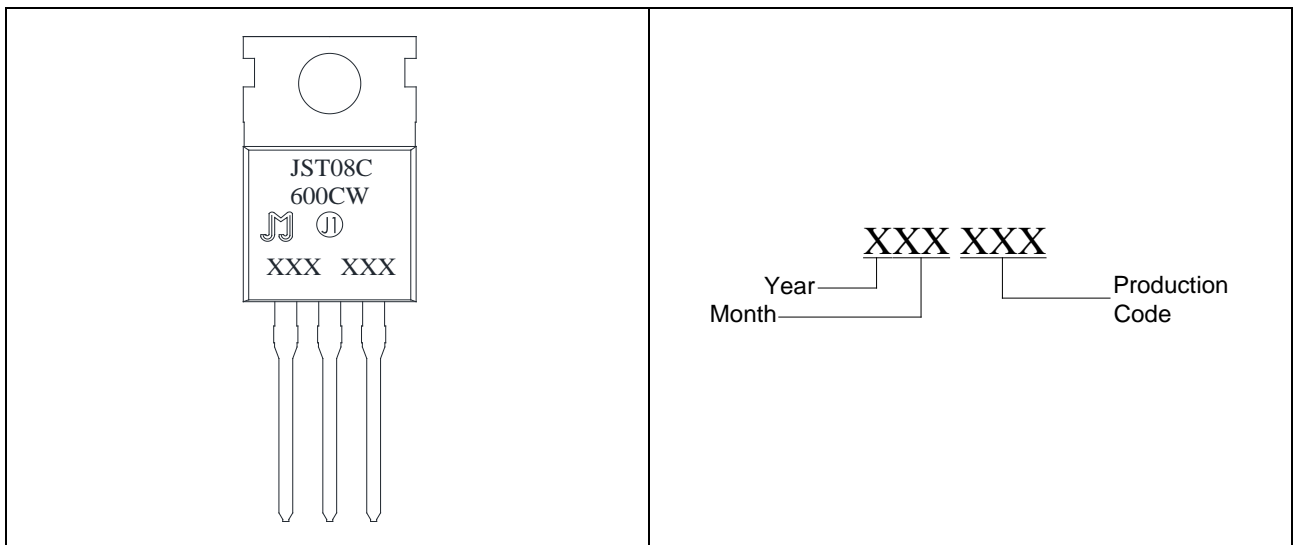 JST08C
600CW
JJ J1
XXX XXX
XXX XXX
Year
Month
Production
Code